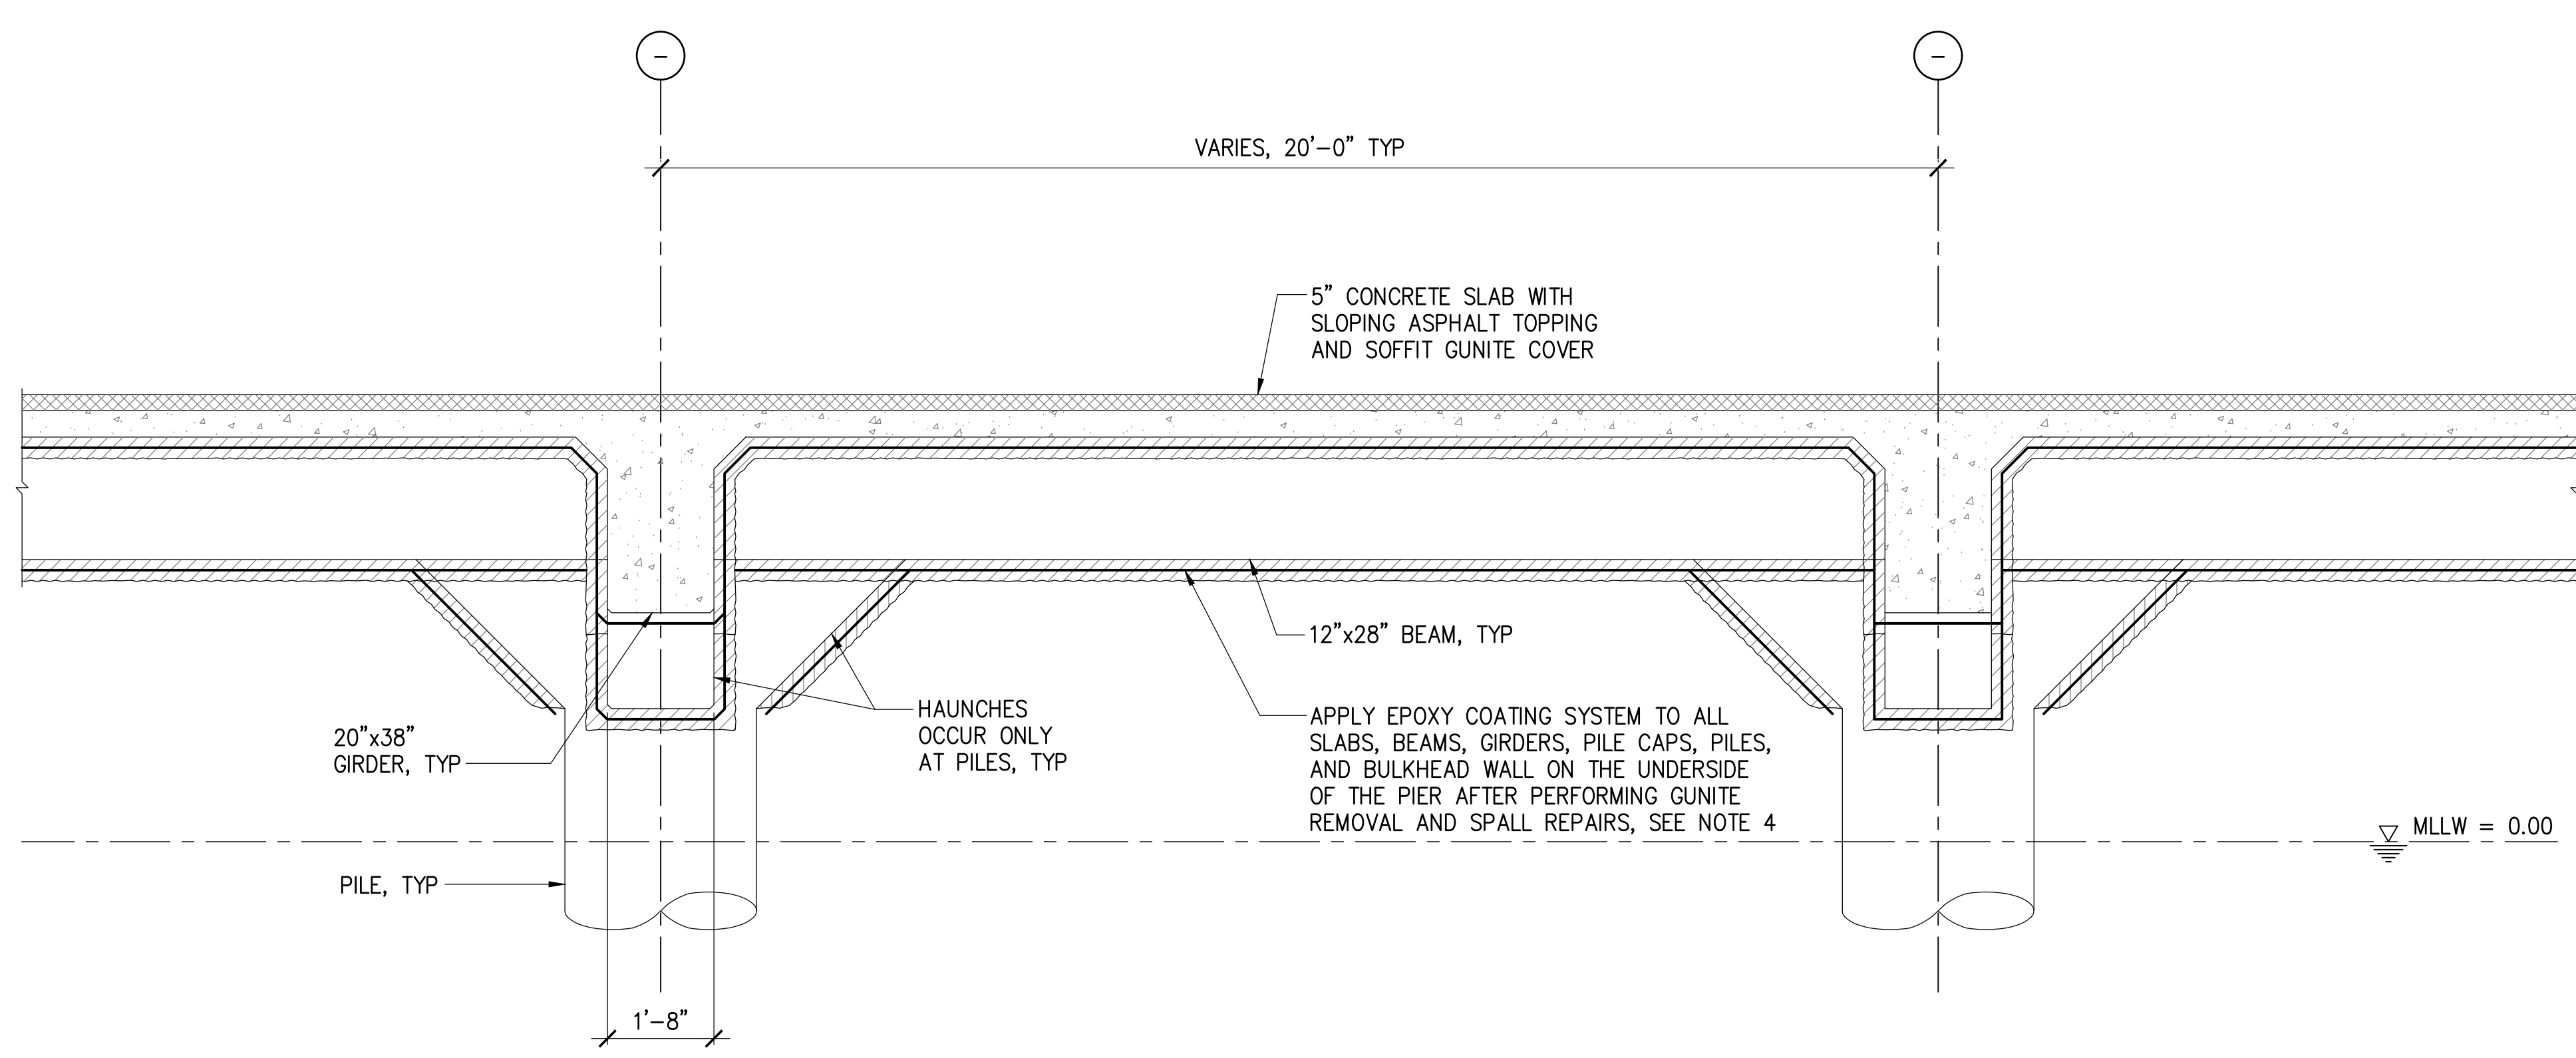 –
–
VARIES, 20'-0" TYP
5" CONCRETE SLAB WITH
SLOPING ASPHALT TOPPING
AND SOFFIT GUNITE COVER
12"x28" BEAM, TYP
HAUNCHES
OCCUR ONLY
AT PILES, TYP
20"x38"
GIRDER, TYP
APPLY EPOXY COATING SYSTEM TO ALL
SLABS, BEAMS, GIRDERS, PILE CAPS, PILES,
AND BULKHEAD WALL ON THE UNDERSIDE
OF THE PIER AFTER PERFORMING GUNITE
REMOVAL AND SPALL REPAIRS, SEE NOTE 4
MLLW = 0.00
PILE, TYP
1'-8"